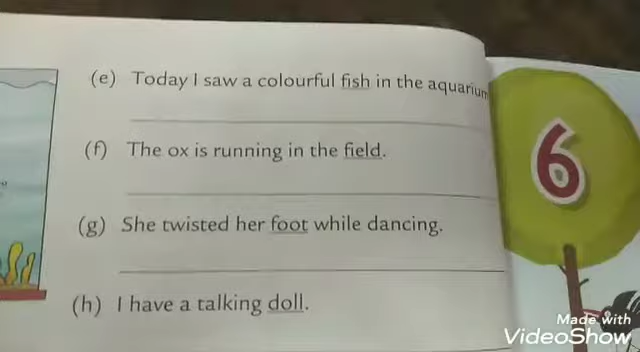 (e) Today I saw a colourful fish in the aquarium
(f) The ox is running in the field.
(g) She twisted her foot while dancing.
(h) I have a talking doll.
6
Made with
VideoShow